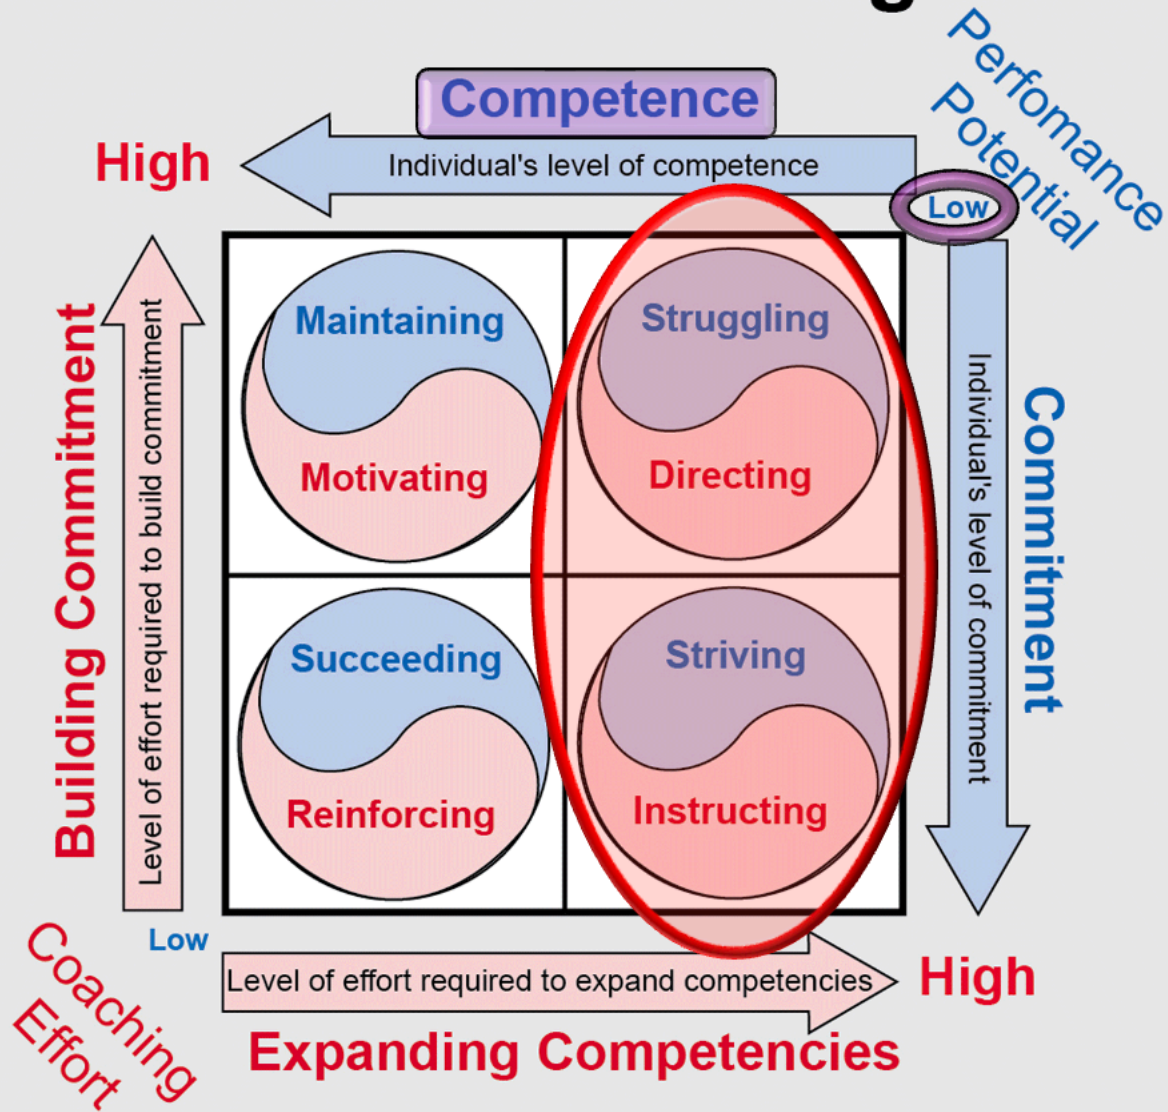 g
Competence
Perfomance
Potential
High
Individual's level of competence
Low
Maintaining
Struggling
Motivating
Directing
Building Commitment
Level of effort required to build commitment
Individual's level of commitment
Commitment
Succeeding
Striving
Reinforcing
Instructing
Low
Coaching
Effort
Level of effort required to expand competencies
High
Expanding Competencies